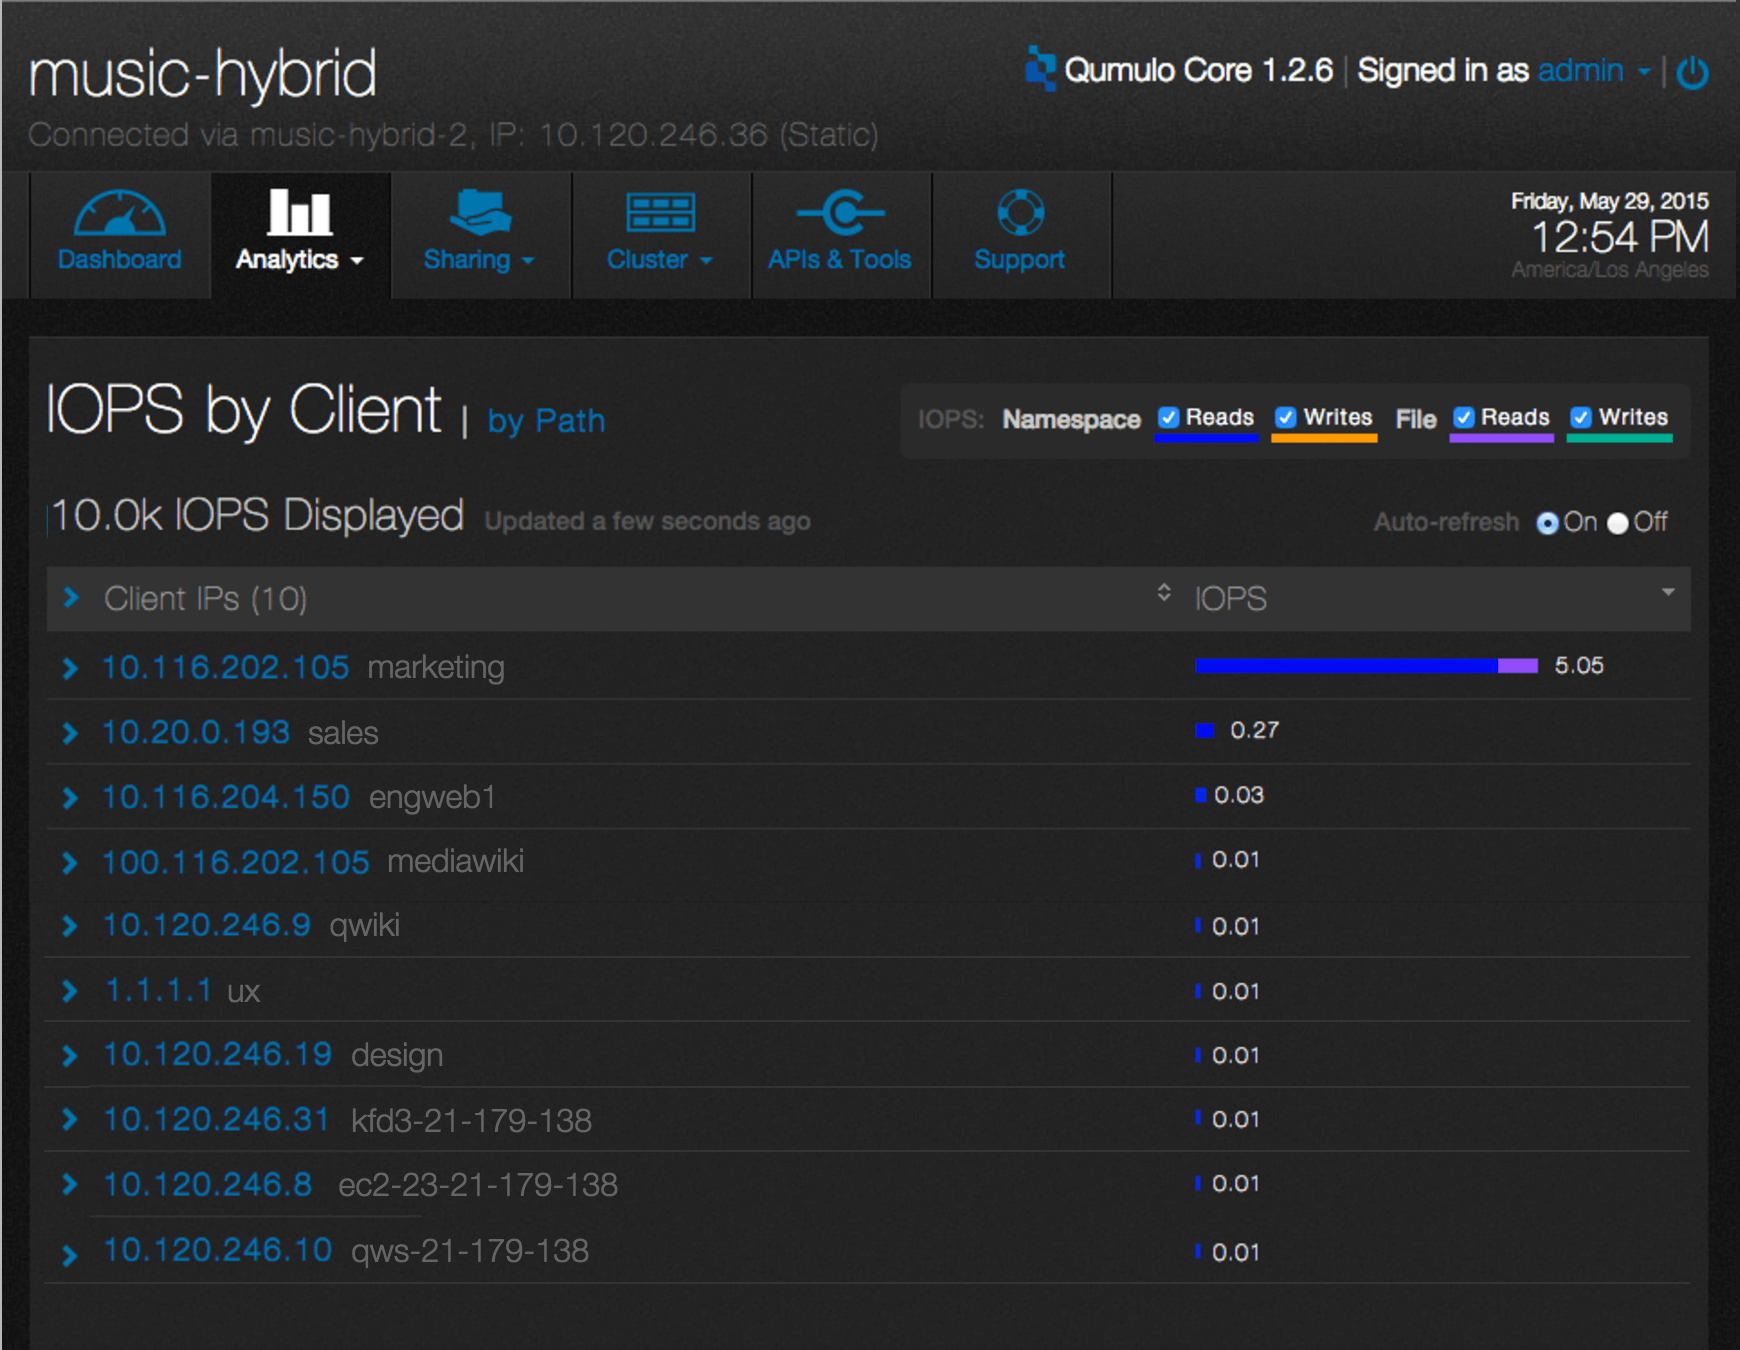 music-hybrid
Qumulo Core 1.2.6 | Signed in as admin
Connected via music-hybrid-2, IP: 10.120.246.36 (Static)
Dashboard Analytics Sharing Cluster APIs & Tools Support
Friday, May 29, 2015
12:54 PM
America/Los Angeles
IOPS by Client | by Path
IOPS: Namespace Reads Writes File Reads Writes
10.0k IOPS Displayed Updated a few seconds ago
Auto-refresh On Off
Client IPs (10) IOPS
10.116.202.105 marketing 5.05
10.20.0.193 sales 0.27
10.116.204.150 engweb1 0.03
100.116.202.105 mediawiki 0.01
10.120.246.9 qwiki 0.01
1.1.1.1 ux 0.01
10.120.246.19 design 0.01
10.120.246.31 kfd3-21-179-138 0.01
10.120.246.8 ec2-23-21-179-138 0.01
10.120.246.10 qws-21-179-138 0.01